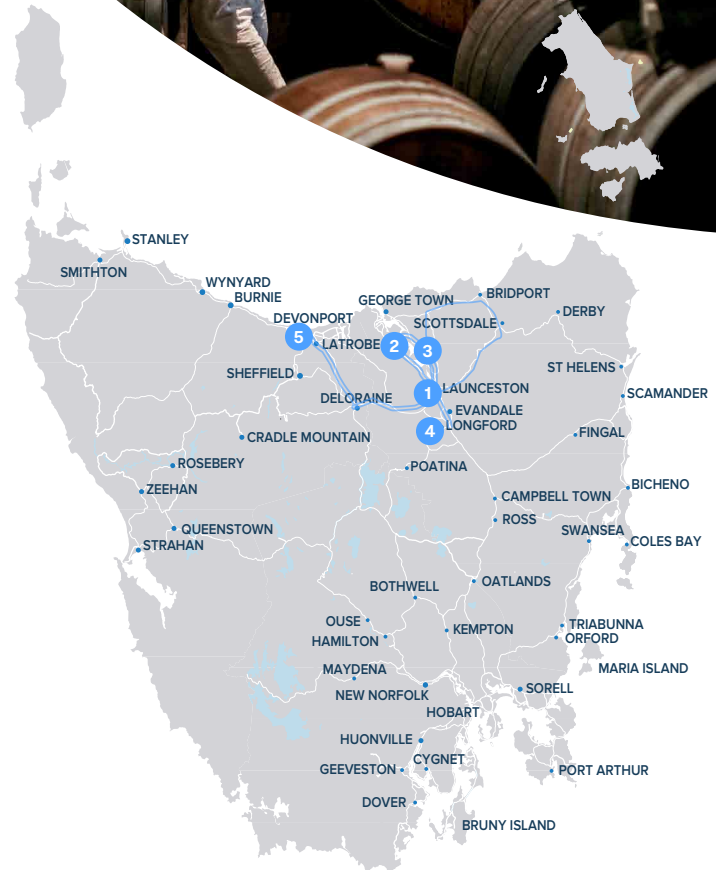 STANLEY
SMITHTON
WYNYARD
BURNIE
GEORGE TOWN
BRIDPORT
DEVONPORT
DERBY
SCOTTSDALE
5
LATROBE
2
3
ST HELENS
SHEFFIELD
1
LAUNCESTON
SCAMANDER
DELORAINE
EVANDALE
LONGFORD
4
FINGAL
CRADLE MOUNTAIN
ROSEBERY
POATINA
ZEEHAN
BICHENO
CAMPBELL TOWN
ROSS
QUEENSTOWN
SWANSEA
STRAHAN
COLES BAY
BOTHWELL
OATLANDS
OUSE
KEMPTON
TRIABUNNA
HAMILTON
ORFORD
MAYDENA
MARIA ISLAND
NEW NORFOLK
SORELL
HOBART
HUONVILLE
CYGNET
GEEVESTON
PORT ARTHUR
DOVER
BRUNY ISLAND